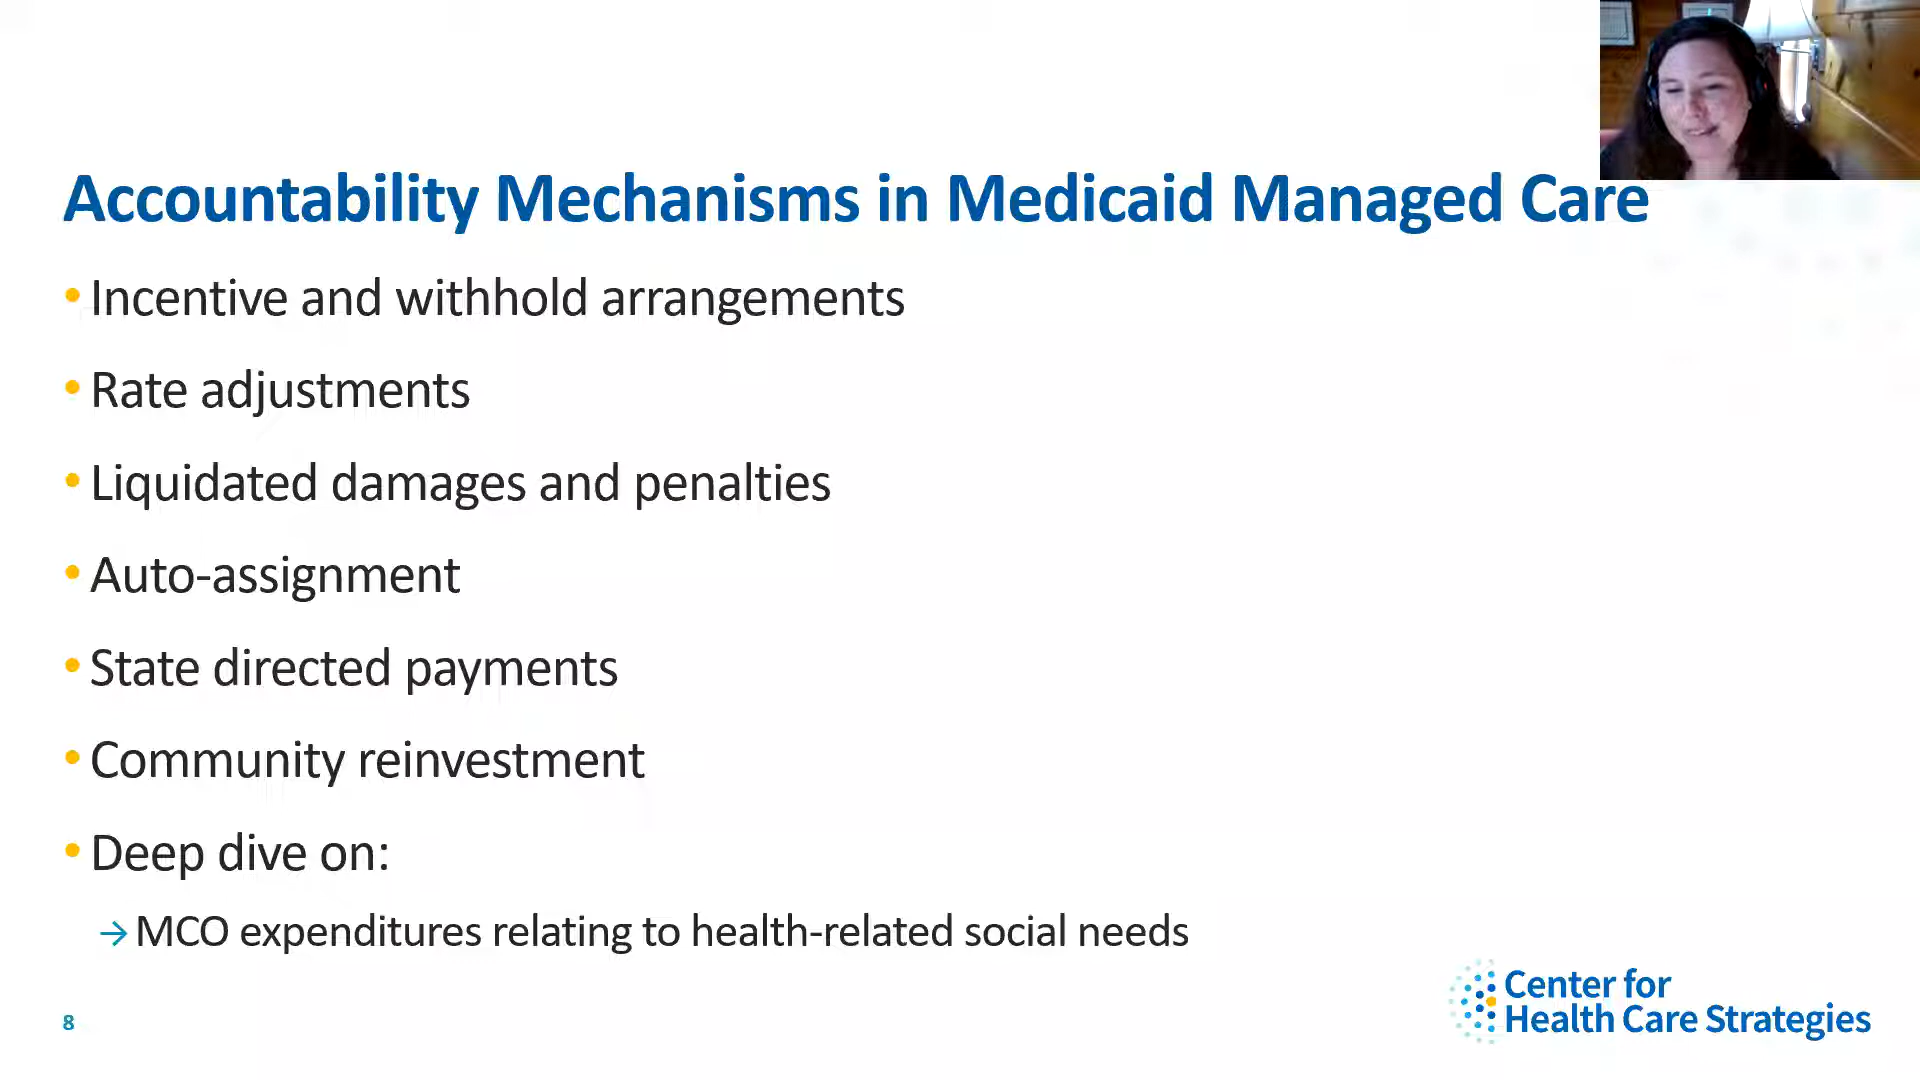 Accountability Mechanisms in Medicaid Managed Care
• Incentive and withhold arrangements
• Rate adjustments
• Liquidated damages and penalties
• Auto-assignment
• State directed payments
• Community reinvestment
• Deep dive on:
→ MCO expenditures relating to health-related social needs
8
Center for
Health Care Strategies